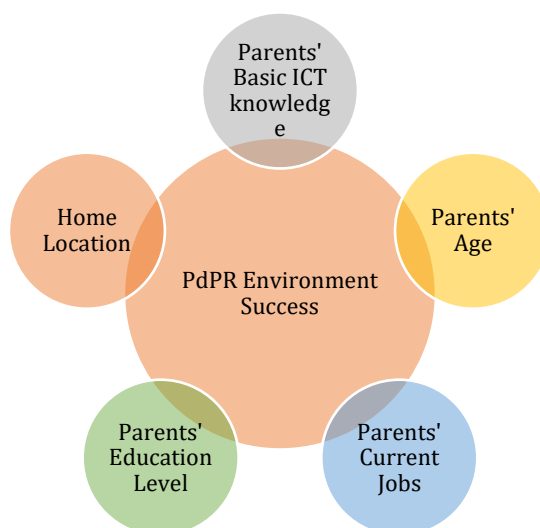 Parents'
Basic ICT
knowledg
e
Home
Location
Parents'
Age
PdPR Environment
Success
Parents'
Education
Level
Parents'
Current
Jobs